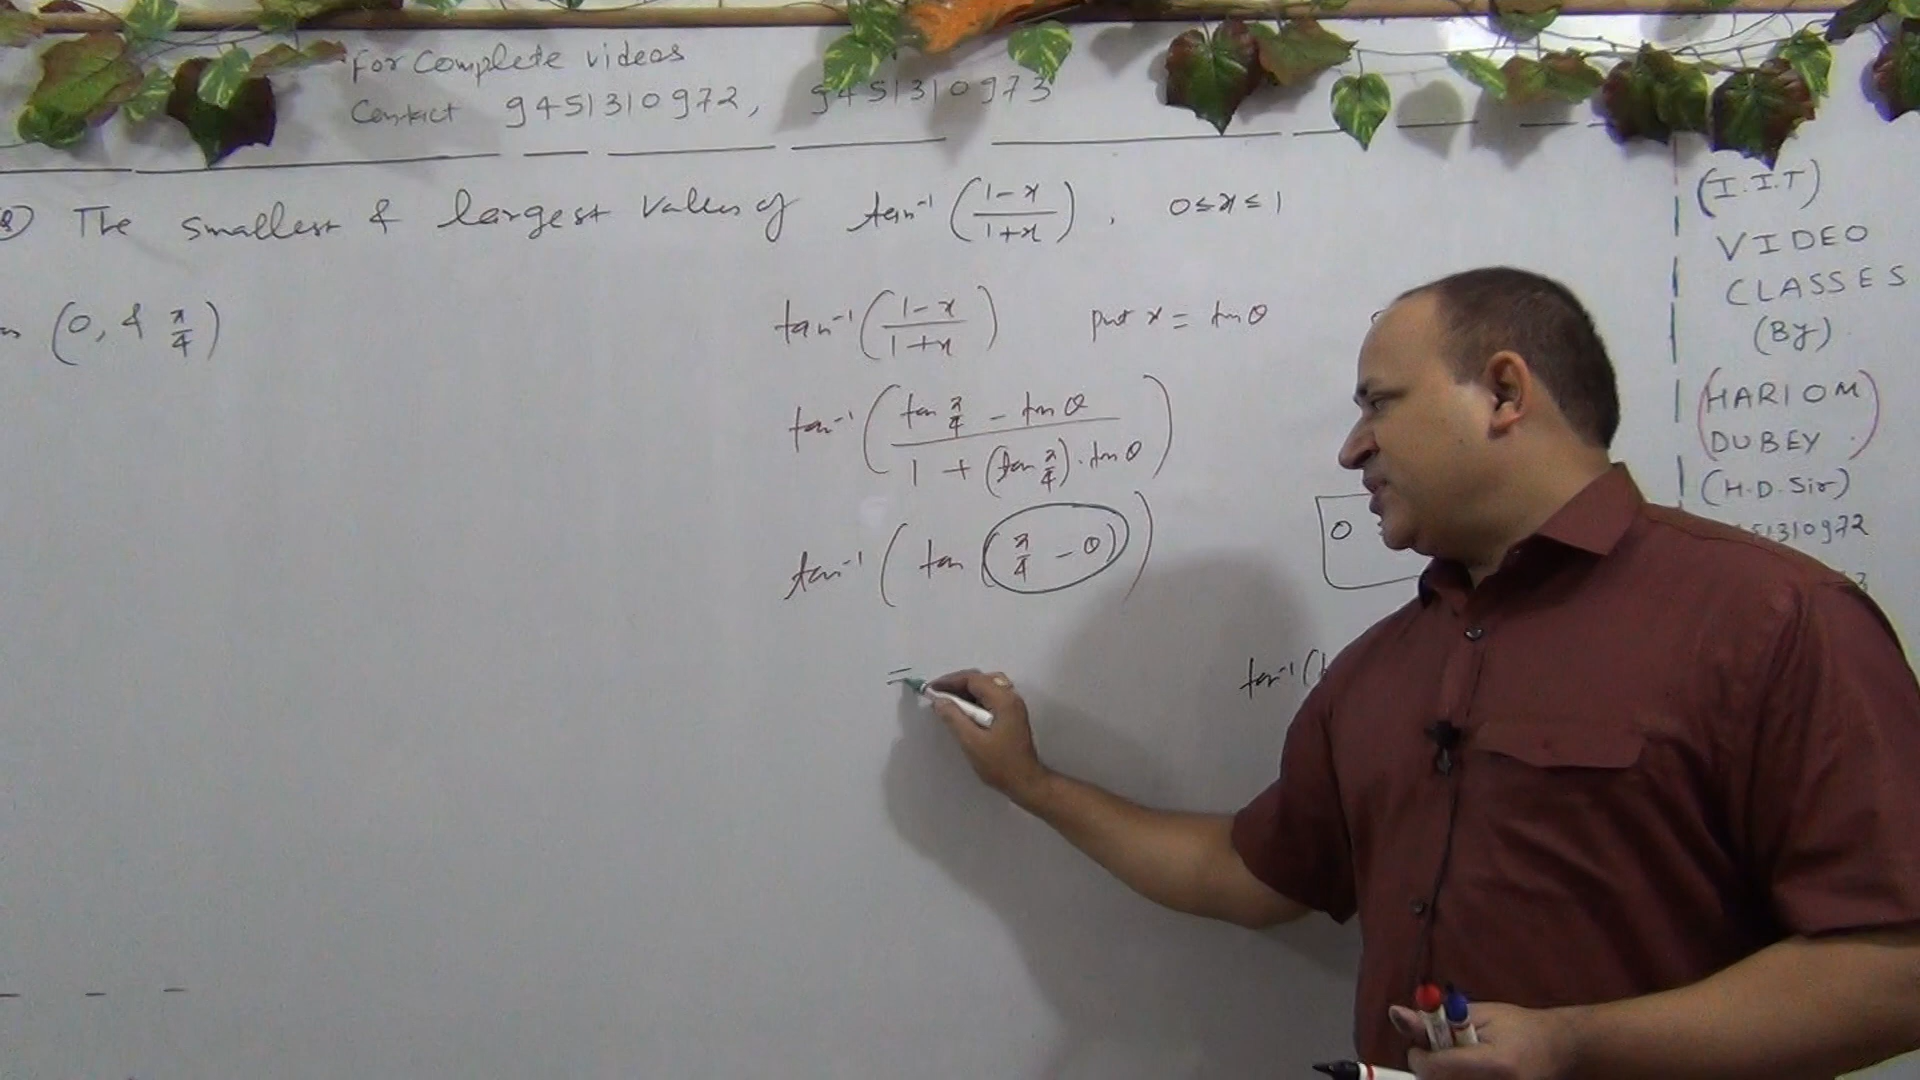 For Complete videos
Contact 9451310972, 9451310973
Q) The smallest & largest values of tan⁻¹ (1-x / 1+x), 0≤x≤1
(0, & π/4)
tan⁻¹ (1-x / 1+x) put x = tan θ
tan⁻¹ (tan π/4 - tan θ / 1 + (tan π/4) . tan θ)
tan⁻¹ ( tan (π/4 - θ))
0
=
tan⁻¹ (
(I.I.T)
VIDEO
CLASSES
(By)
(HARIOM
DUBEY.)
(H.D. Sir)
51310972